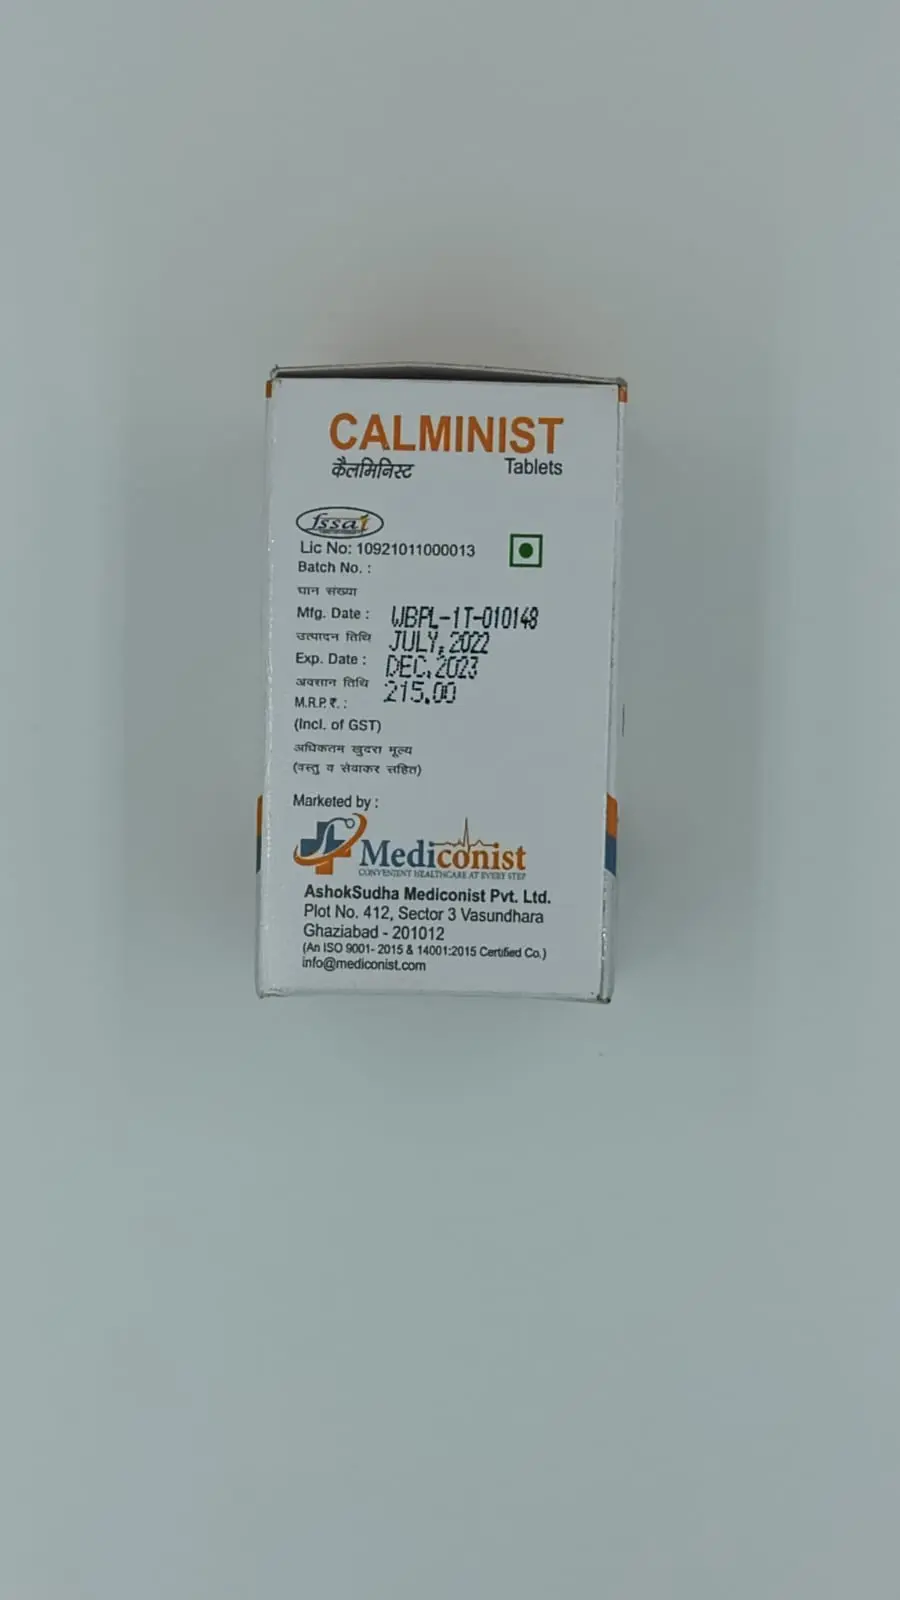 CALMINIST
कैलमिनिस्ट Tablets
fssai
Lic No: 10921011000013
Batch No. :
घान संख्या
Mfg. Date : WBPL-1T-010148
उत्पादन तिथि JULY, 2022
Exp. Date : DEC, 2023
अवसान तिथि 215.00
M.R.P. ₹. :
(Incl. of GST)
अधिकतम खुदरा मूल्य
(वस्तु व सेवाकर सहित)
Marketed by :
Mediconist
CONVENIENT HEALTHCARE AT EVERY STEP
AshokSudha Mediconist Pvt. Ltd.
Plot No. 412, Sector 3 Vasundhara
Ghaziabad - 201012
(An ISO 9001- 2015 & 14001:2015 Certified Co.)
info@mediconist.com